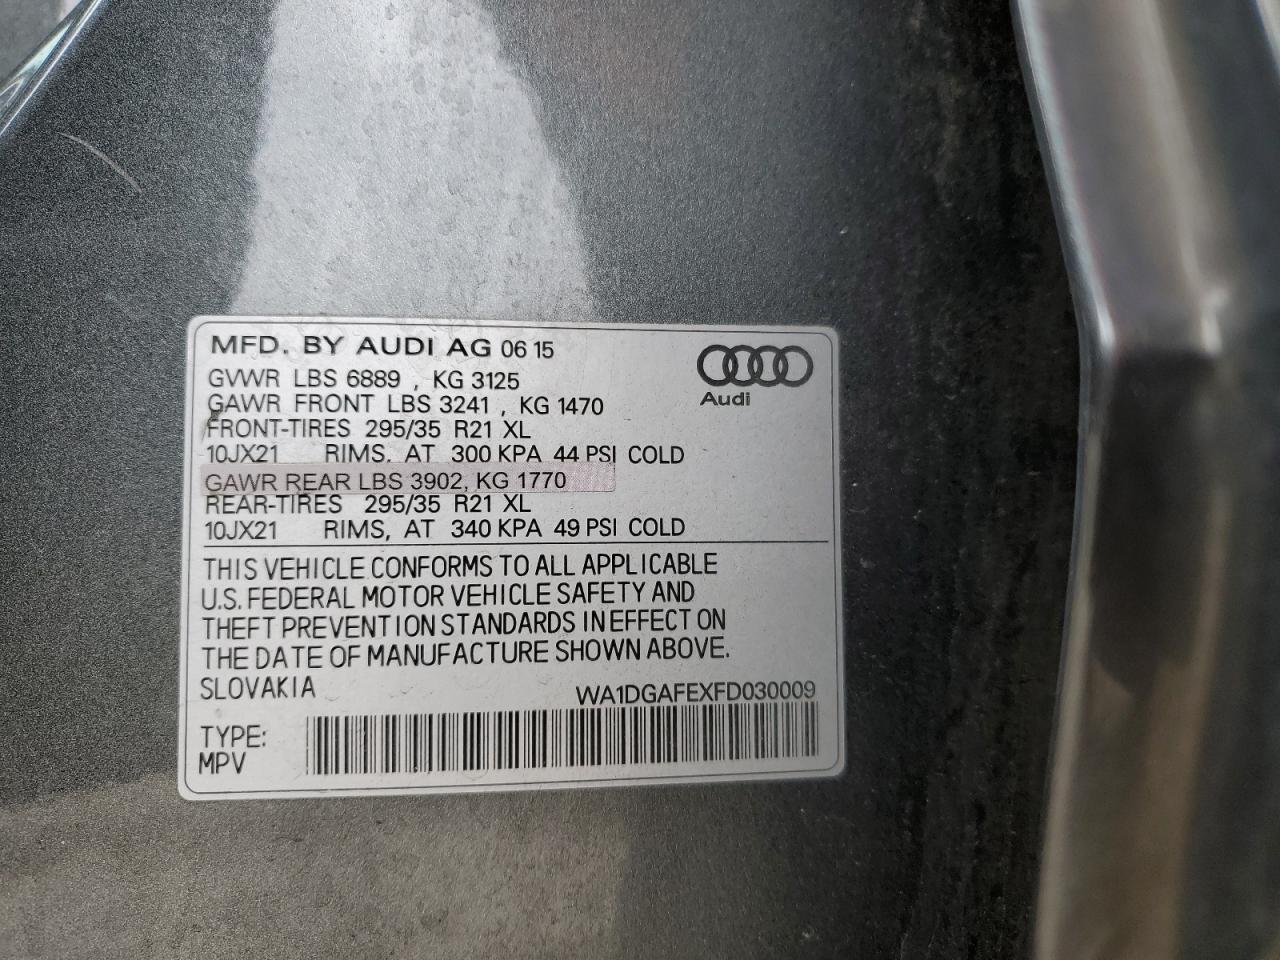 MFD. BY AUDI AG 06 15
GVWR LBS 6889 , KG 3125
GAWR FRONT LBS 3241 , KG 1470
FRONT-TIRES 295/35 R21 XL
10JX21 RIMS, AT 300 KPA 44 PSI COLD
GAWR REAR LBS 3902, KG 1770
REAR-TIRES 295/35 R21 XL
10JX21 RIMS, AT 340 KPA 49 PSI COLD
Audi
THIS VEHICLE CONFORMS TO ALL APPLICABLE
U.S. FEDERAL MOTOR VEHICLE SAFETY AND
THEFT PREVENTION STANDARDS IN EFFECT ON
THE DATE OF MANUFACTURE SHOWN ABOVE.
SLOVAKIA WA1DGAFEXFD030009
TYPE:
MPV